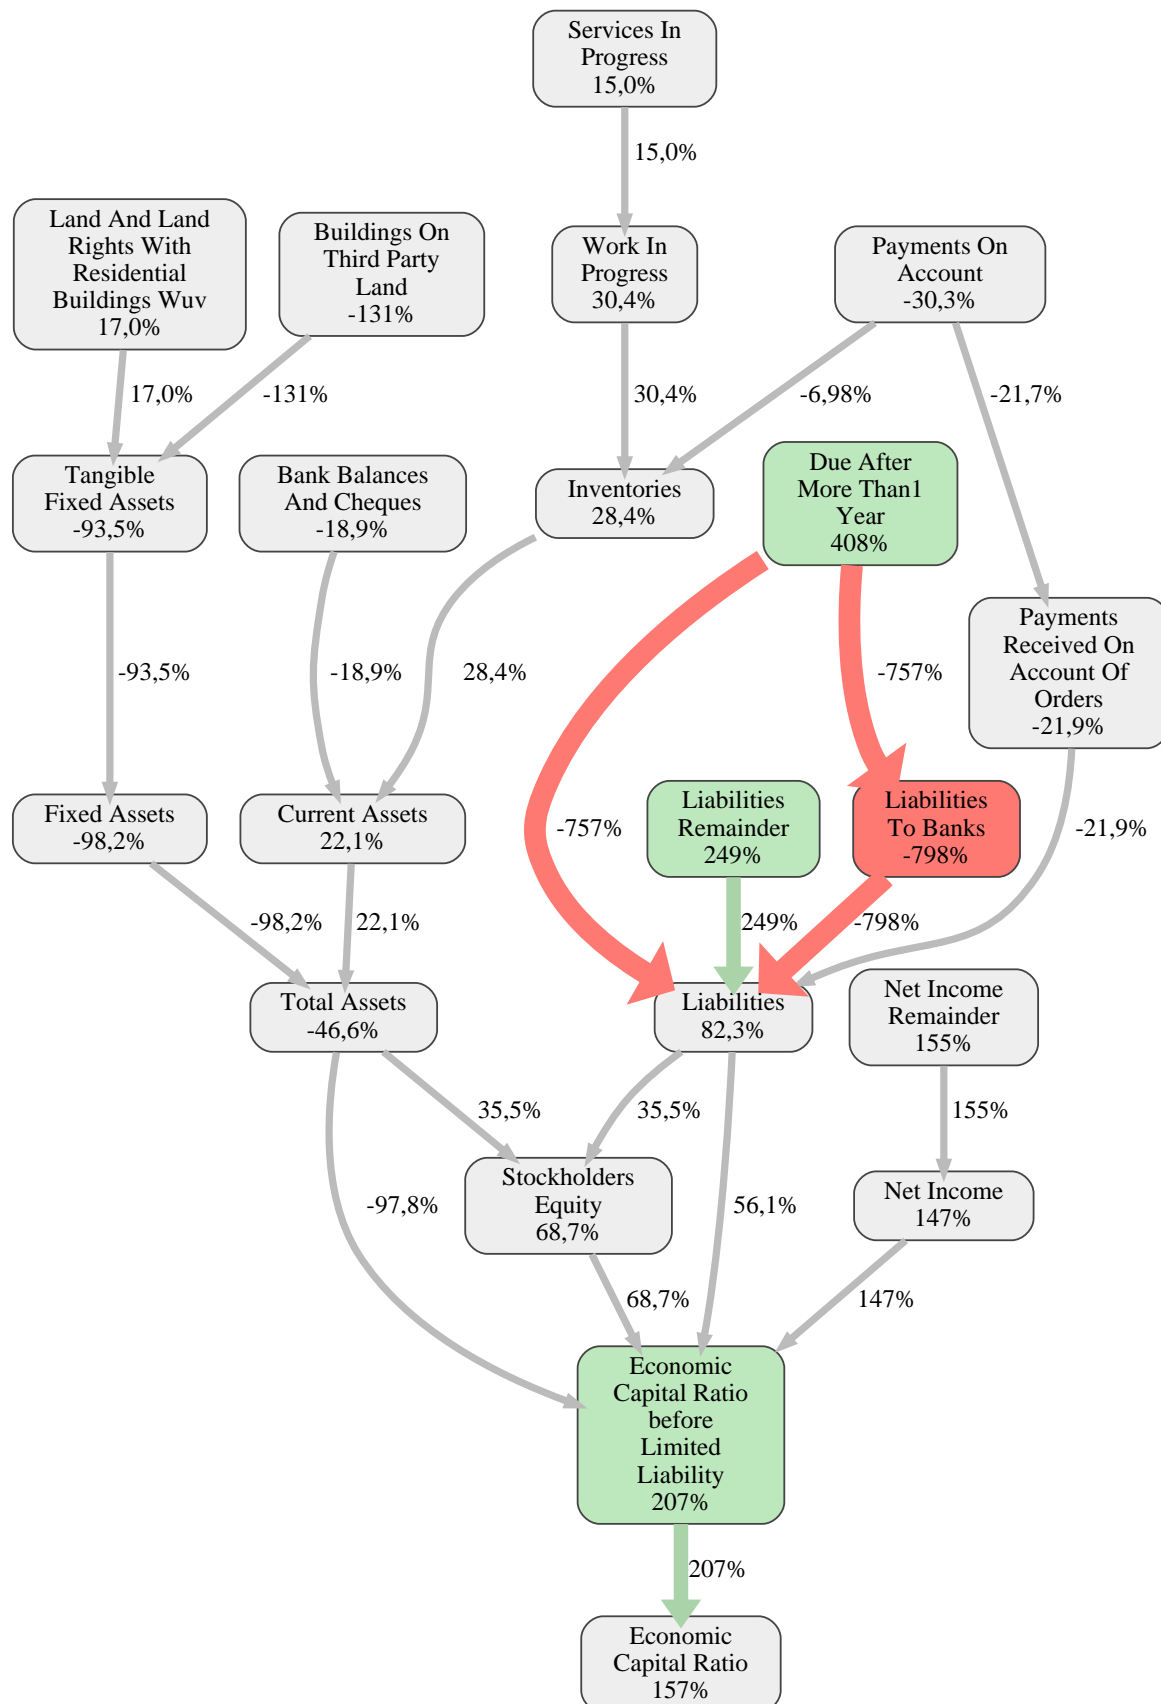 Services In
Progress
15,0%
15,0%
Land And Land
Rights With
Residential
Buildings Wuv
17,0%
Buildings On
Third Party
Land
-131%
Work In
Progress
30,4%
Payments On
Account
-30,3%
17,0%
-131%
30,4%
-6,98%
-21,7%
Tangible
Fixed Assets
-93,5%
Bank Balances
And Cheques
-18,9%
Inventories
28,4%
Due After
More Than1
Year
408%
Payments
Received On
Account Of
Orders
-21,9%
-93,5%
-18,9%
28,4%
-757%
Fixed Assets
-98,2%
Current Assets
22,1%
-757%
Liabilities
Remainder
249%
Liabilities
To Banks
-798%
-21,9%
-98,2%
22,1%
249%
-798%
Total Assets
-46,6%
Liabilities
82,3%
Net Income
Remainder
155%
35,5%
35,5%
155%
-97,8%
Stockholders
Equity
68,7%
56,1%
Net Income
147%
68,7%
147%
Economic
Capital Ratio
before
Limited
Liability
207%
207%
Economic
Capital Ratio
157%